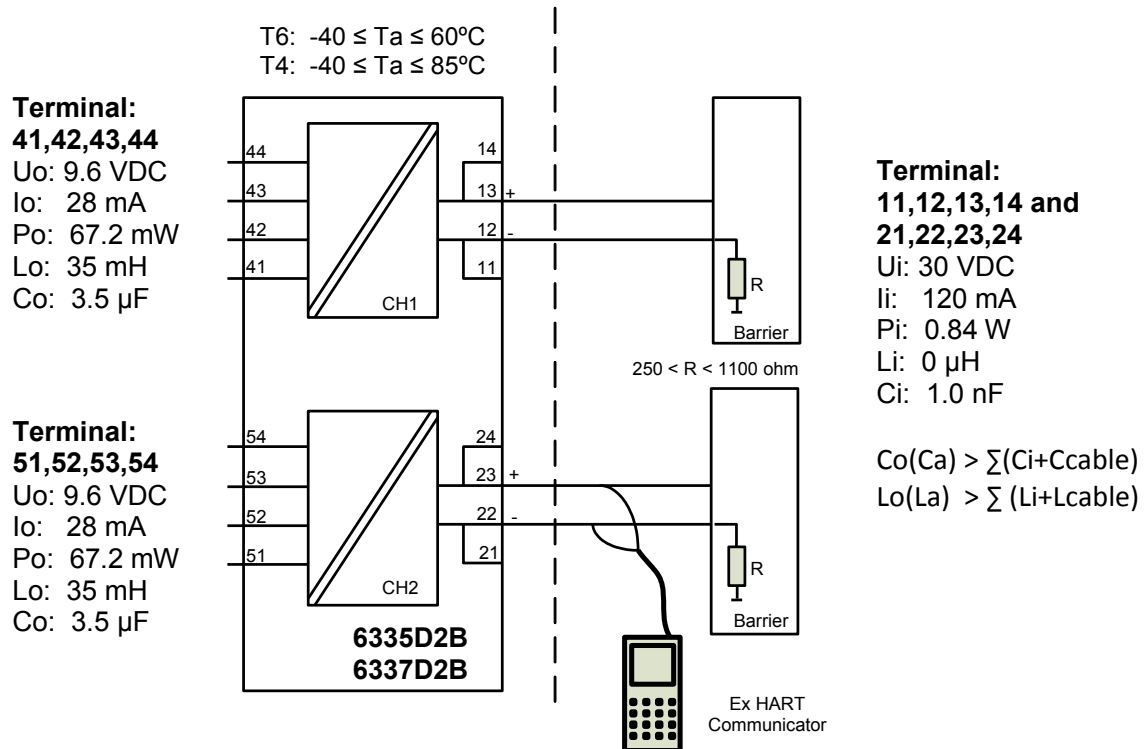 T6: -40 ≤ Ta ≤ 60ºC
T4: -40 ≤ Ta ≤ 85ºC
Terminal:
41,42,43,44
Uo: 9.6 VDC
Io: 28 mA
Po: 67.2 mW
Lo: 35 mH
Co: 3.5 µF
44
43
42
41
CH1
14
13 +
12 -
11
R
Barrier
250 < R < 1100 ohm
Terminal:
11,12,13,14 and
21,22,23,24
Ui: 30 VDC
Ii: 120 mA
Pi: 0.84 W
Li: 0 µH
Ci: 1.0 nF
Co(Ca) > ∑(Ci+Ccable)
Lo(La) > ∑ (Li+Lcable)
Terminal:
51,52,53,54
Uo: 9.6 VDC
Io: 28 mA
Po: 67.2 mW
Lo: 35 mH
Co: 3.5 µF
54
53
52
51
CH2
24
23 +
22 -
21
R
Barrier
6335D2B
6337D2B
Ex HART
Communicator